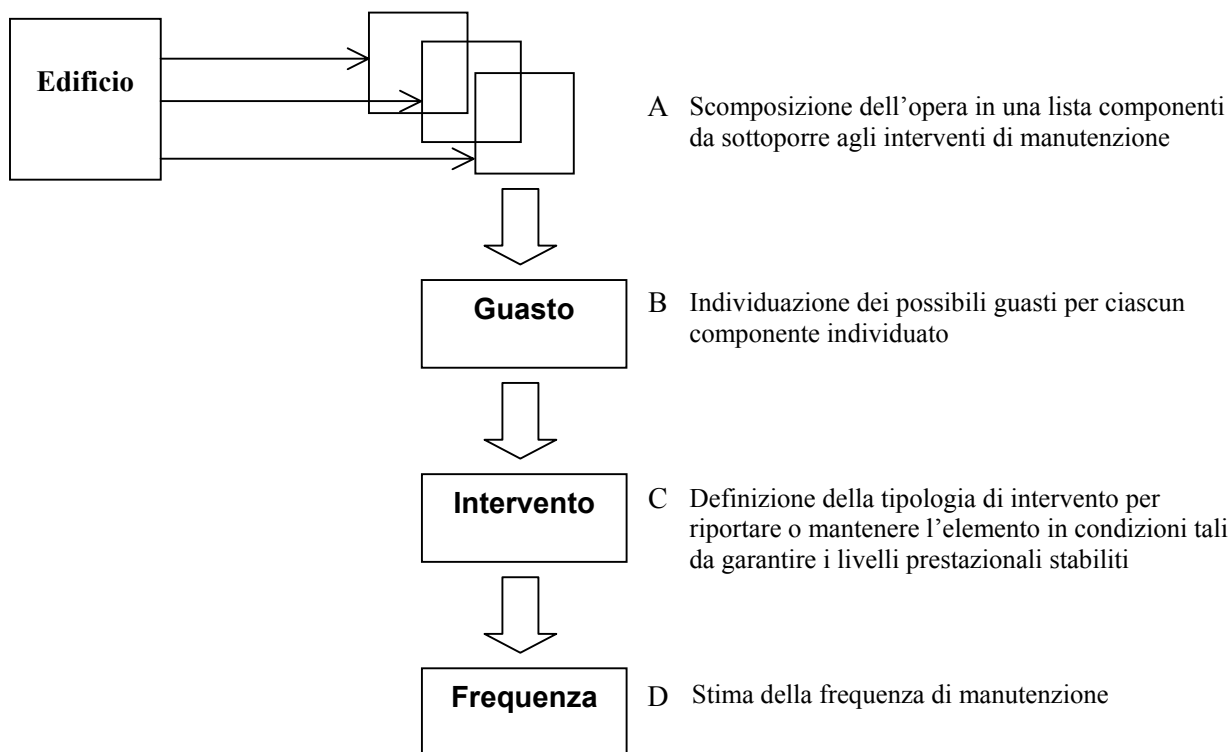 Edificio
A Scomposizione dell’opera in una lista componenti
da sottoporre agli interventi di manutenzione
Guasto
B Individuazione dei possibili guasti per ciascun
componente individuato
Intervento
C Definizione della tipologia di intervento per
riportare o mantenere l’elemento in condizioni tali
da garantire i livelli prestazionali stabiliti
Frequenza
D Stima della frequenza di manutenzione